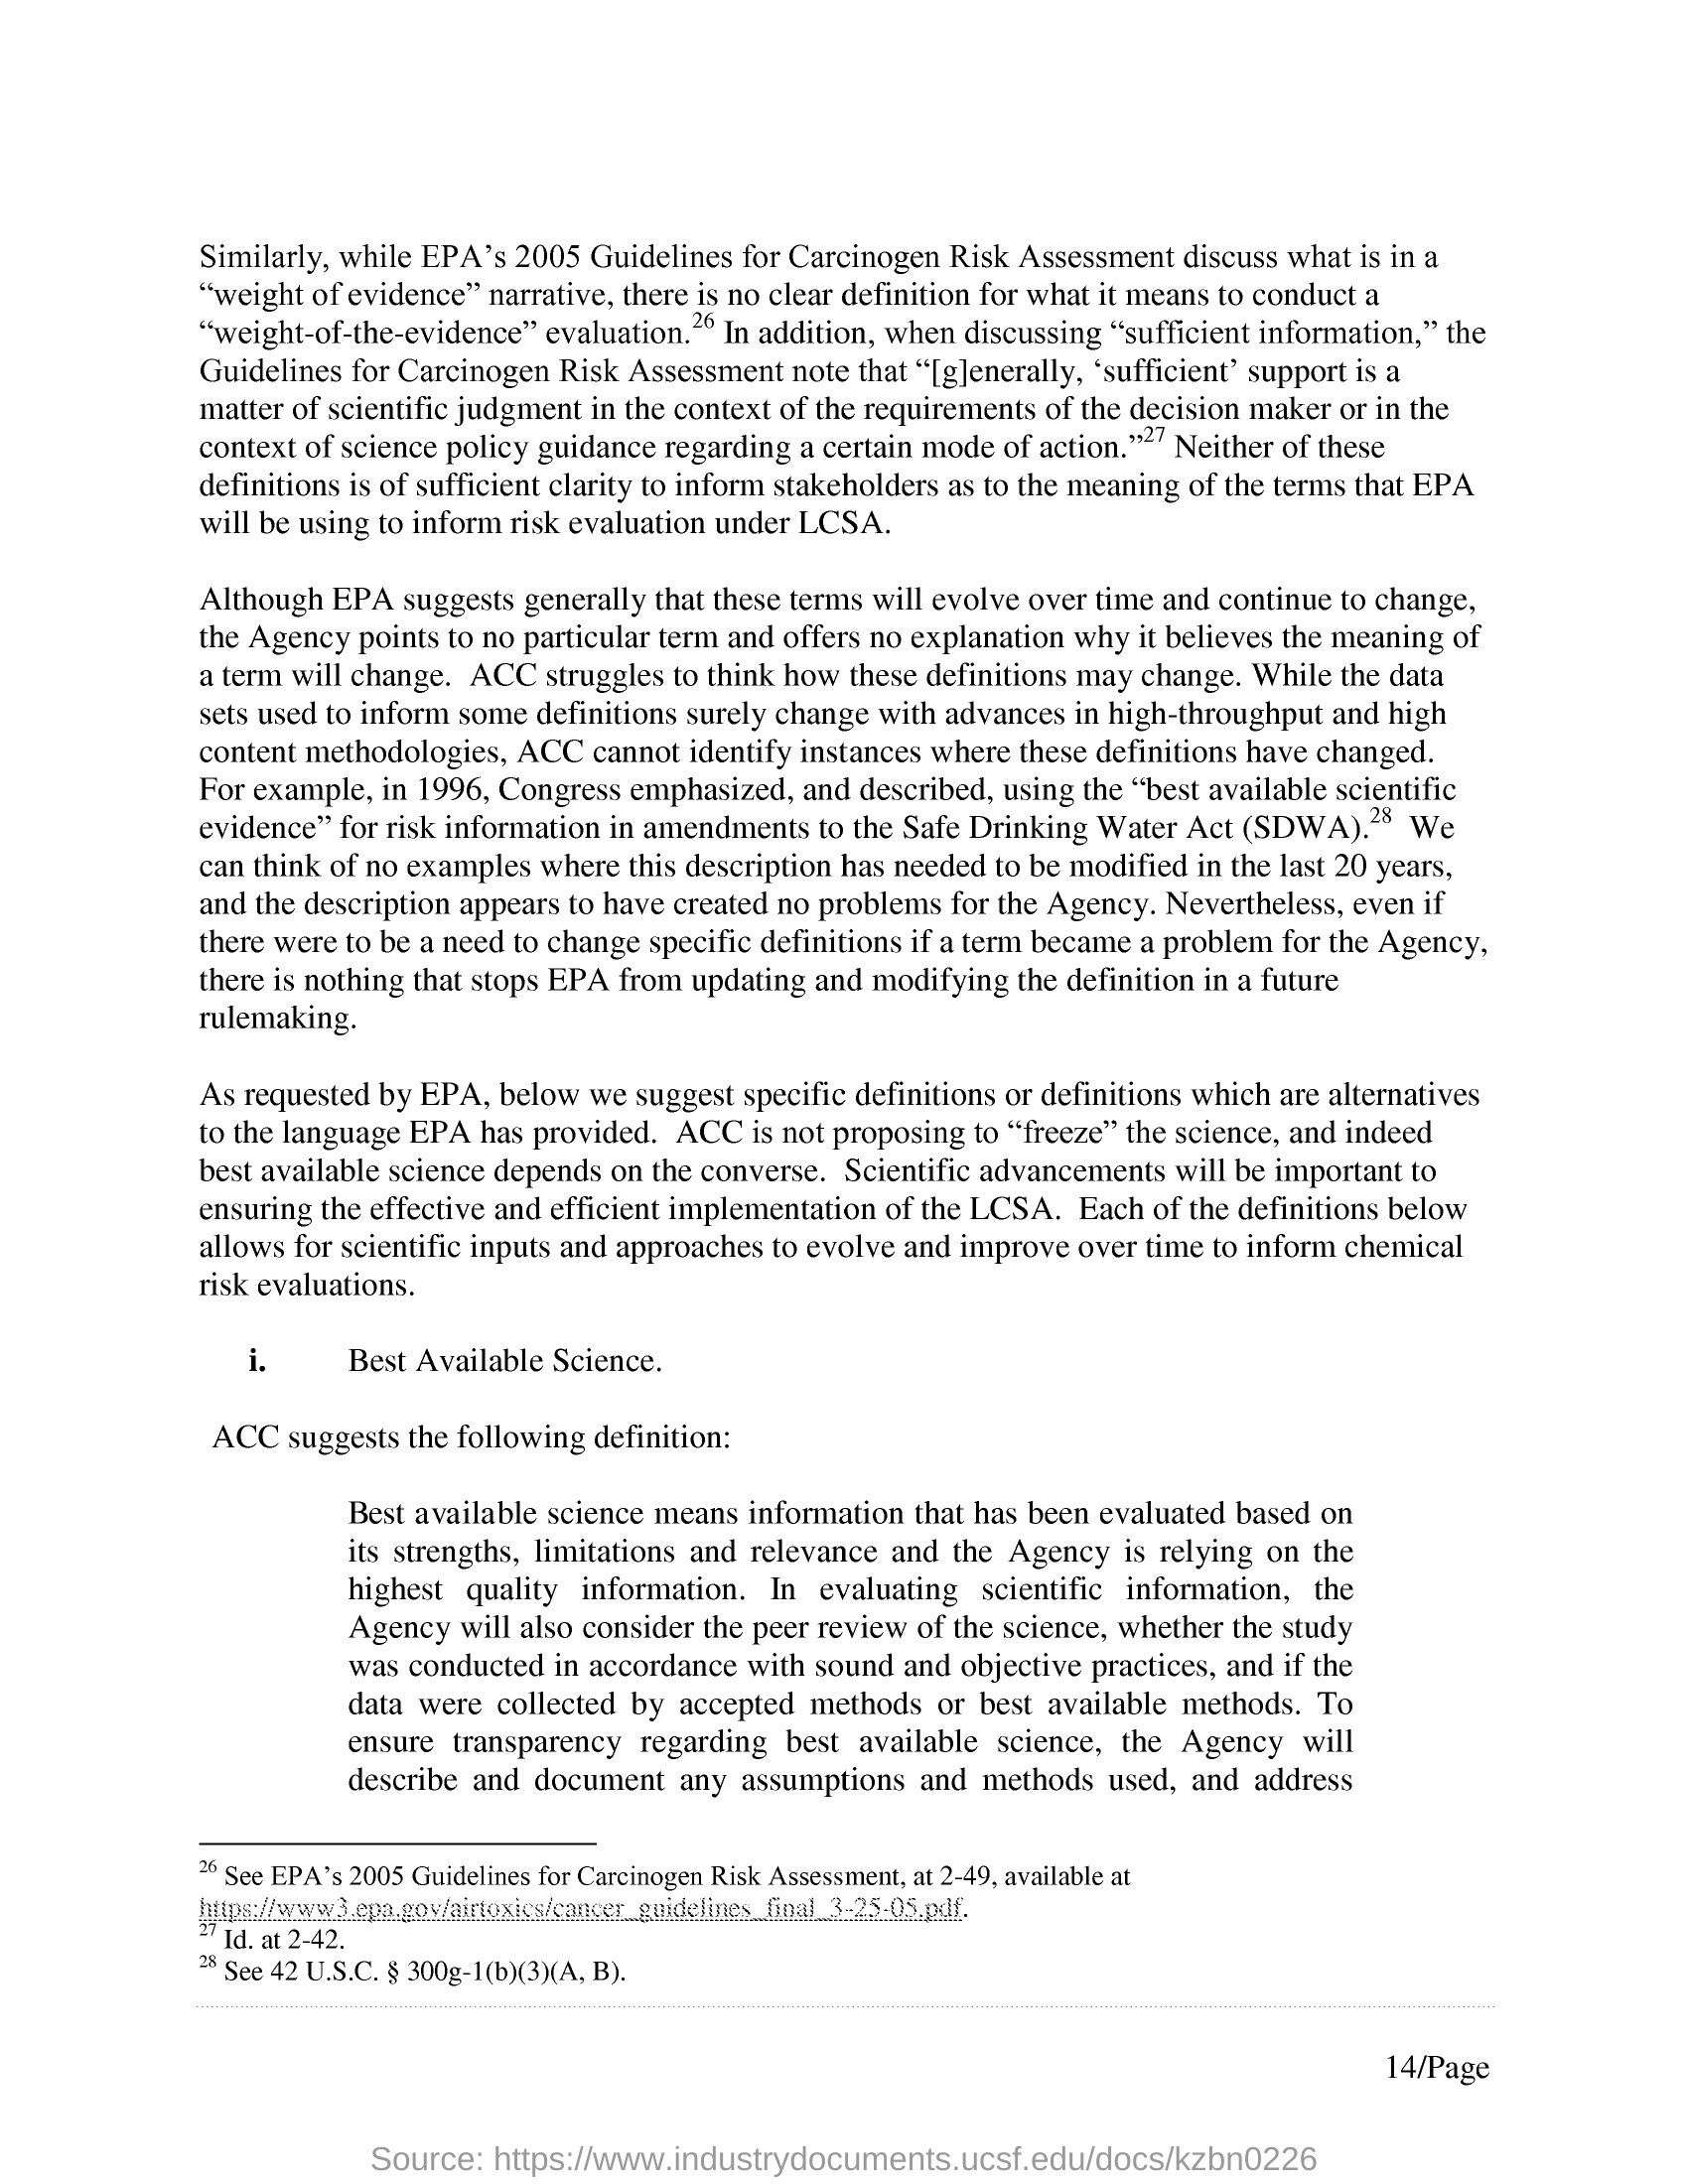 Similarly, while EPA’s 2005 Guidelines for Carcinogen Risk Assessment discuss what is in a
“weight of evidence” narrative, there is no clear definition for what it means to conduct a
“weight-of-the-evidence” evaluation.26 In addition, when discussing “sufficient information,” the
Guidelines for Carcinogen Risk Assessment note that “[g]enerally, ‘sufficient’ support is a
matter of scientific judgment in the context of the requirements of the decision maker or in the
context of science policy guidance regarding a certain mode of action.”27 Neither of these
definitions is of sufficient clarity to inform stakeholders as to the meaning of the terms that EPA
will be using to inform risk evaluation under LCSA.
Although EPA suggests generally that these terms will evolve over time and continue to change,
the Agency points to no particular term and offers no explanation why it believes the meaning of
a term will change. ACC struggles to think how these definitions may change. While the data
sets used to inform some definitions surely change with advances in high-throughput and high
content methodologies, ACC cannot identify instances where these definitions have changed.
For example, in 1996, Congress emphasized, and described, using the “best available scientific
evidence” for risk information in amendments to the Safe Drinking Water Act (SDWA).28 We
can think of no examples where this description has needed to be modified in the last 20 years,
and the description appears to have created no problems for the Agency. Nevertheless, even if
there were to be a need to change specific definitions if a term became a problem for the Agency,
there is nothing that stops EPA from updating and modifying the definition in a future
rulemaking.
As requested by EPA, below we suggest specific definitions or definitions which are alternatives
to the language EPA has provided. ACC is not proposing to “freeze” the science, and indeed
best available science depends on the converse. Scientific advancements will be important to
ensuring the effective and efficient implementation of the LCSA. Each of the definitions below
allows for scientific inputs and approaches to evolve and improve over time to inform chemical
risk evaluations.
i. Best Available Science.
ACC suggests the following definition:
Best available science means information that has been evaluated based on
its strengths, limitations and relevance and the Agency is relying on the
highest quality information. In evaluating scientific information, the
Agency will also consider the peer review of the science, whether the study
was conducted in accordance with sound and objective practices, and if the
data were collected by accepted methods or best available methods. To
ensure transparency regarding best available science, the Agency will
describe and document any assumptions and methods used, and address
26 See EPA’s 2005 Guidelines for Carcinogen Risk Assessment, at 2-49, available at
https://www3.epa.gov/airtoxics/cancer_guidelines_final_3-25-05.pdf.
27 Id. at 2-42.
28 See 42 U.S.C. § 300g-1(b)(3)(A, B).
14/Page
Source: https://www.industrydocuments.ucsf.edu/docs/kzbn0226